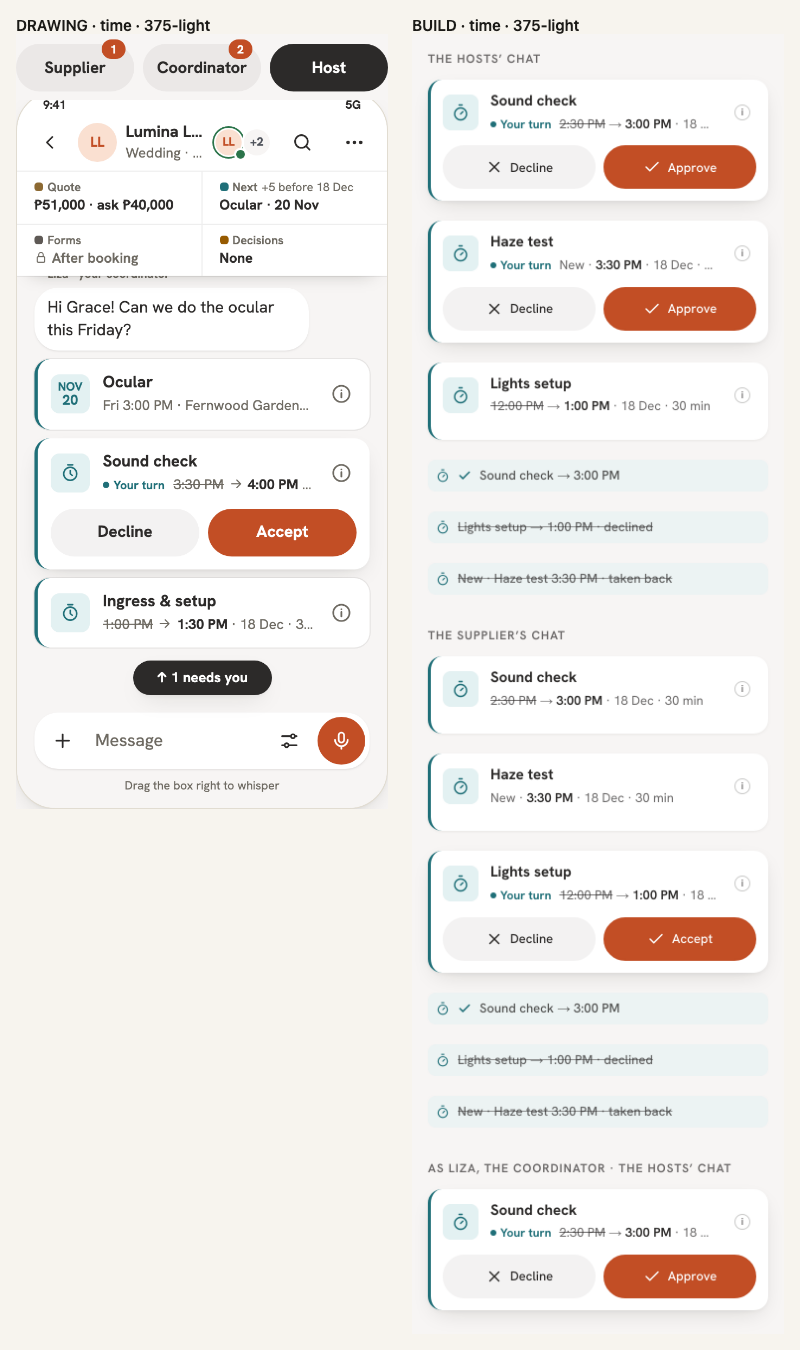 DRAWING · time · 375-light
Supplier
1
Coordinator
2
Host
9:41
5G
LL
Lumina L...
Wedding · ...
LL
+2
Quote
₱51,000 · ask ₱40,000
Next +5 before 18 Dec
Ocular · 20 Nov
Forms
After booking
Decisions
None
Liza · your coordinator
Hi Grace! Can we do the ocular
this Friday?
NOV
20
Ocular
Fri 3:00 PM · Fernwood Garden...
Sound check
Your turn 3:30 PM → 4:00 PM ...
Decline
Accept
Ingress & setup
1:00 PM → 1:30 PM · 18 Dec · 3...
↑ 1 needs you
Message
Drag the box right to whisper
BUILD · time · 375-light
THE HOSTS’ CHAT
Sound check
Your turn 2:30 PM → 3:00 PM · 18 ...
Decline
Approve
Haze test
Your turn New · 3:30 PM · 18 Dec · ...
Decline
Approve
Lights setup
12:00 PM → 1:00 PM · 18 Dec · 30 min
Sound check → 3:00 PM
Lights setup → 1:00 PM · declined
New · Haze test 3:30 PM · taken back
THE SUPPLIER’S CHAT
Sound check
2:30 PM → 3:00 PM · 18 Dec · 30 min
Haze test
New · 3:30 PM · 18 Dec · 30 min
Lights setup
Your turn 12:00 PM → 1:00 PM · 18 ...
Decline
Accept
Sound check → 3:00 PM
Lights setup → 1:00 PM · declined
New · Haze test 3:30 PM · taken back
AS LIZA, THE COORDINATOR · THE HOSTS’ CHAT
Sound check
Your turn 2:30 PM → 3:00 PM · 18 ...
Decline
Approve